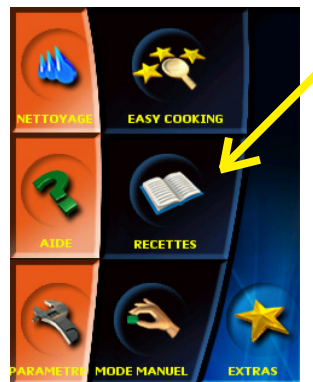 NETTOYAGE EASY COOKING
AIDE RECETTES
PARAMETRE MODE MANUEL EXTRAS